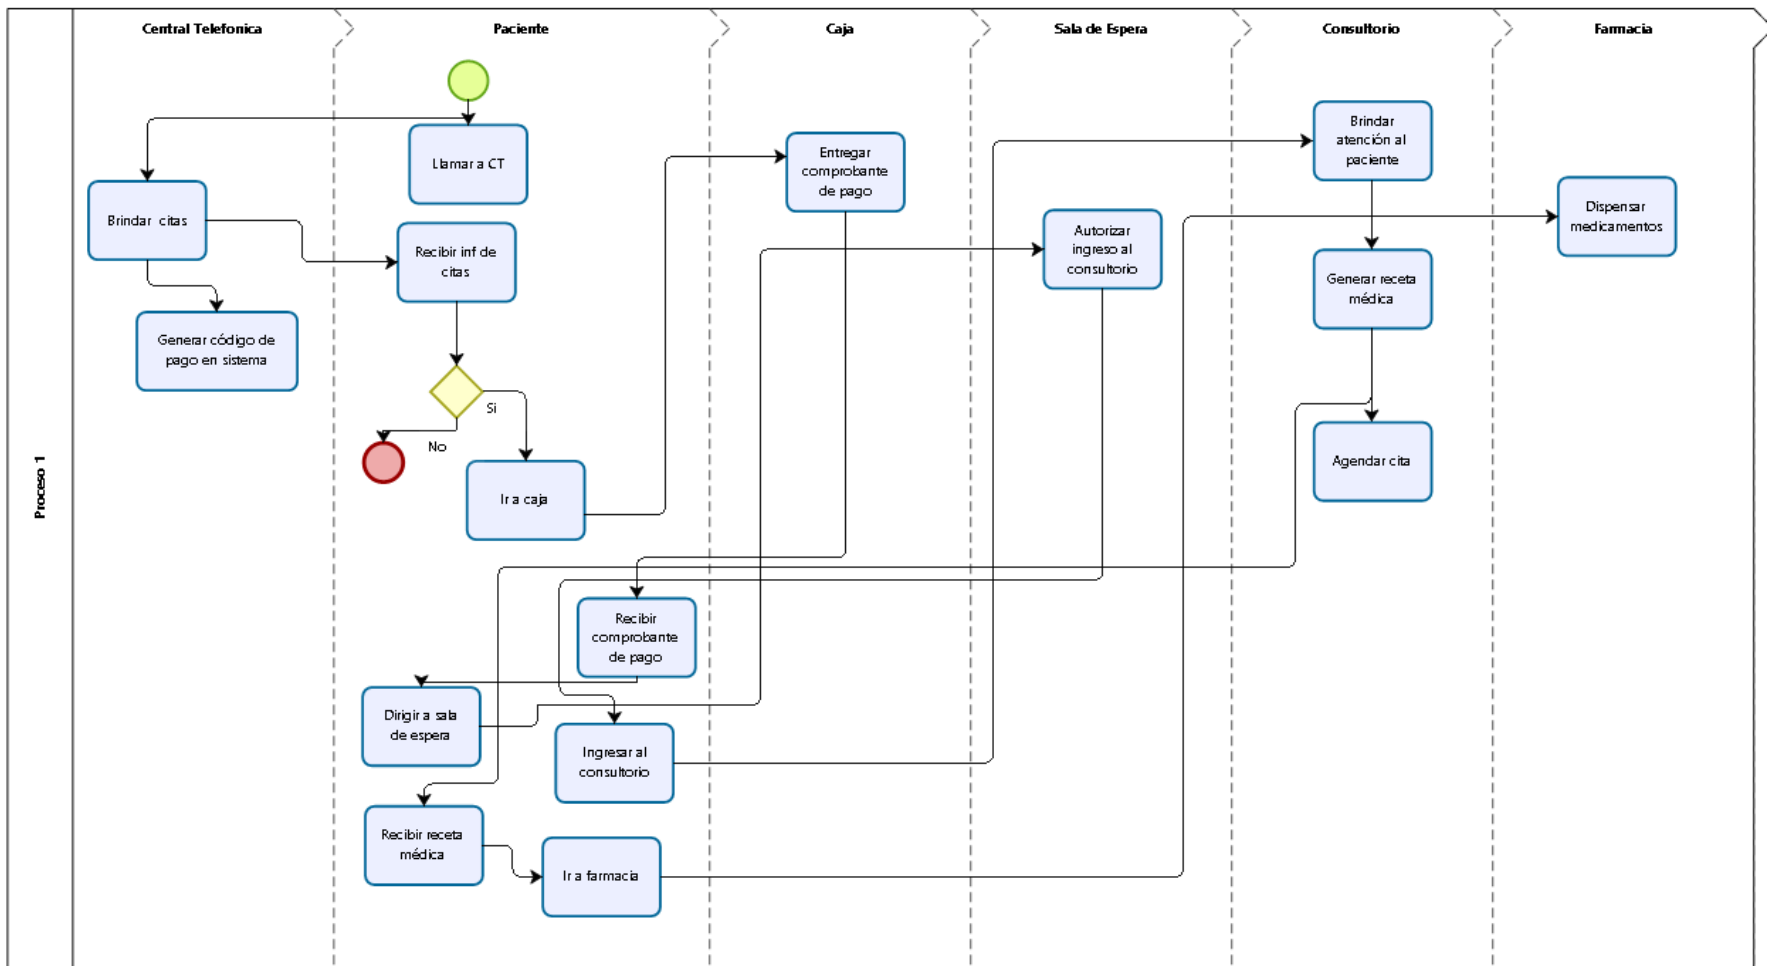 Central Telefonica
Paciente
Caja
Sala de Espera
Consultorio
Farmacia
Proceso 1
Llamar a CT
Brindar citas
Recibir inf de
citas
Generar código de
pago en sistema
Si
No
Ir a caja
Entregar
comprobante
de pago
Recibir
comprobante
de pago
Dirigir a sala
de espera
Autorizar
ingreso al
consultorio
Ingresar al
consultorio
Brindar
atención al
paciente
Generar receta
médica
Agendar cita
Recibir receta
médica
Ir a farmacia
Dispensar
medicamentos